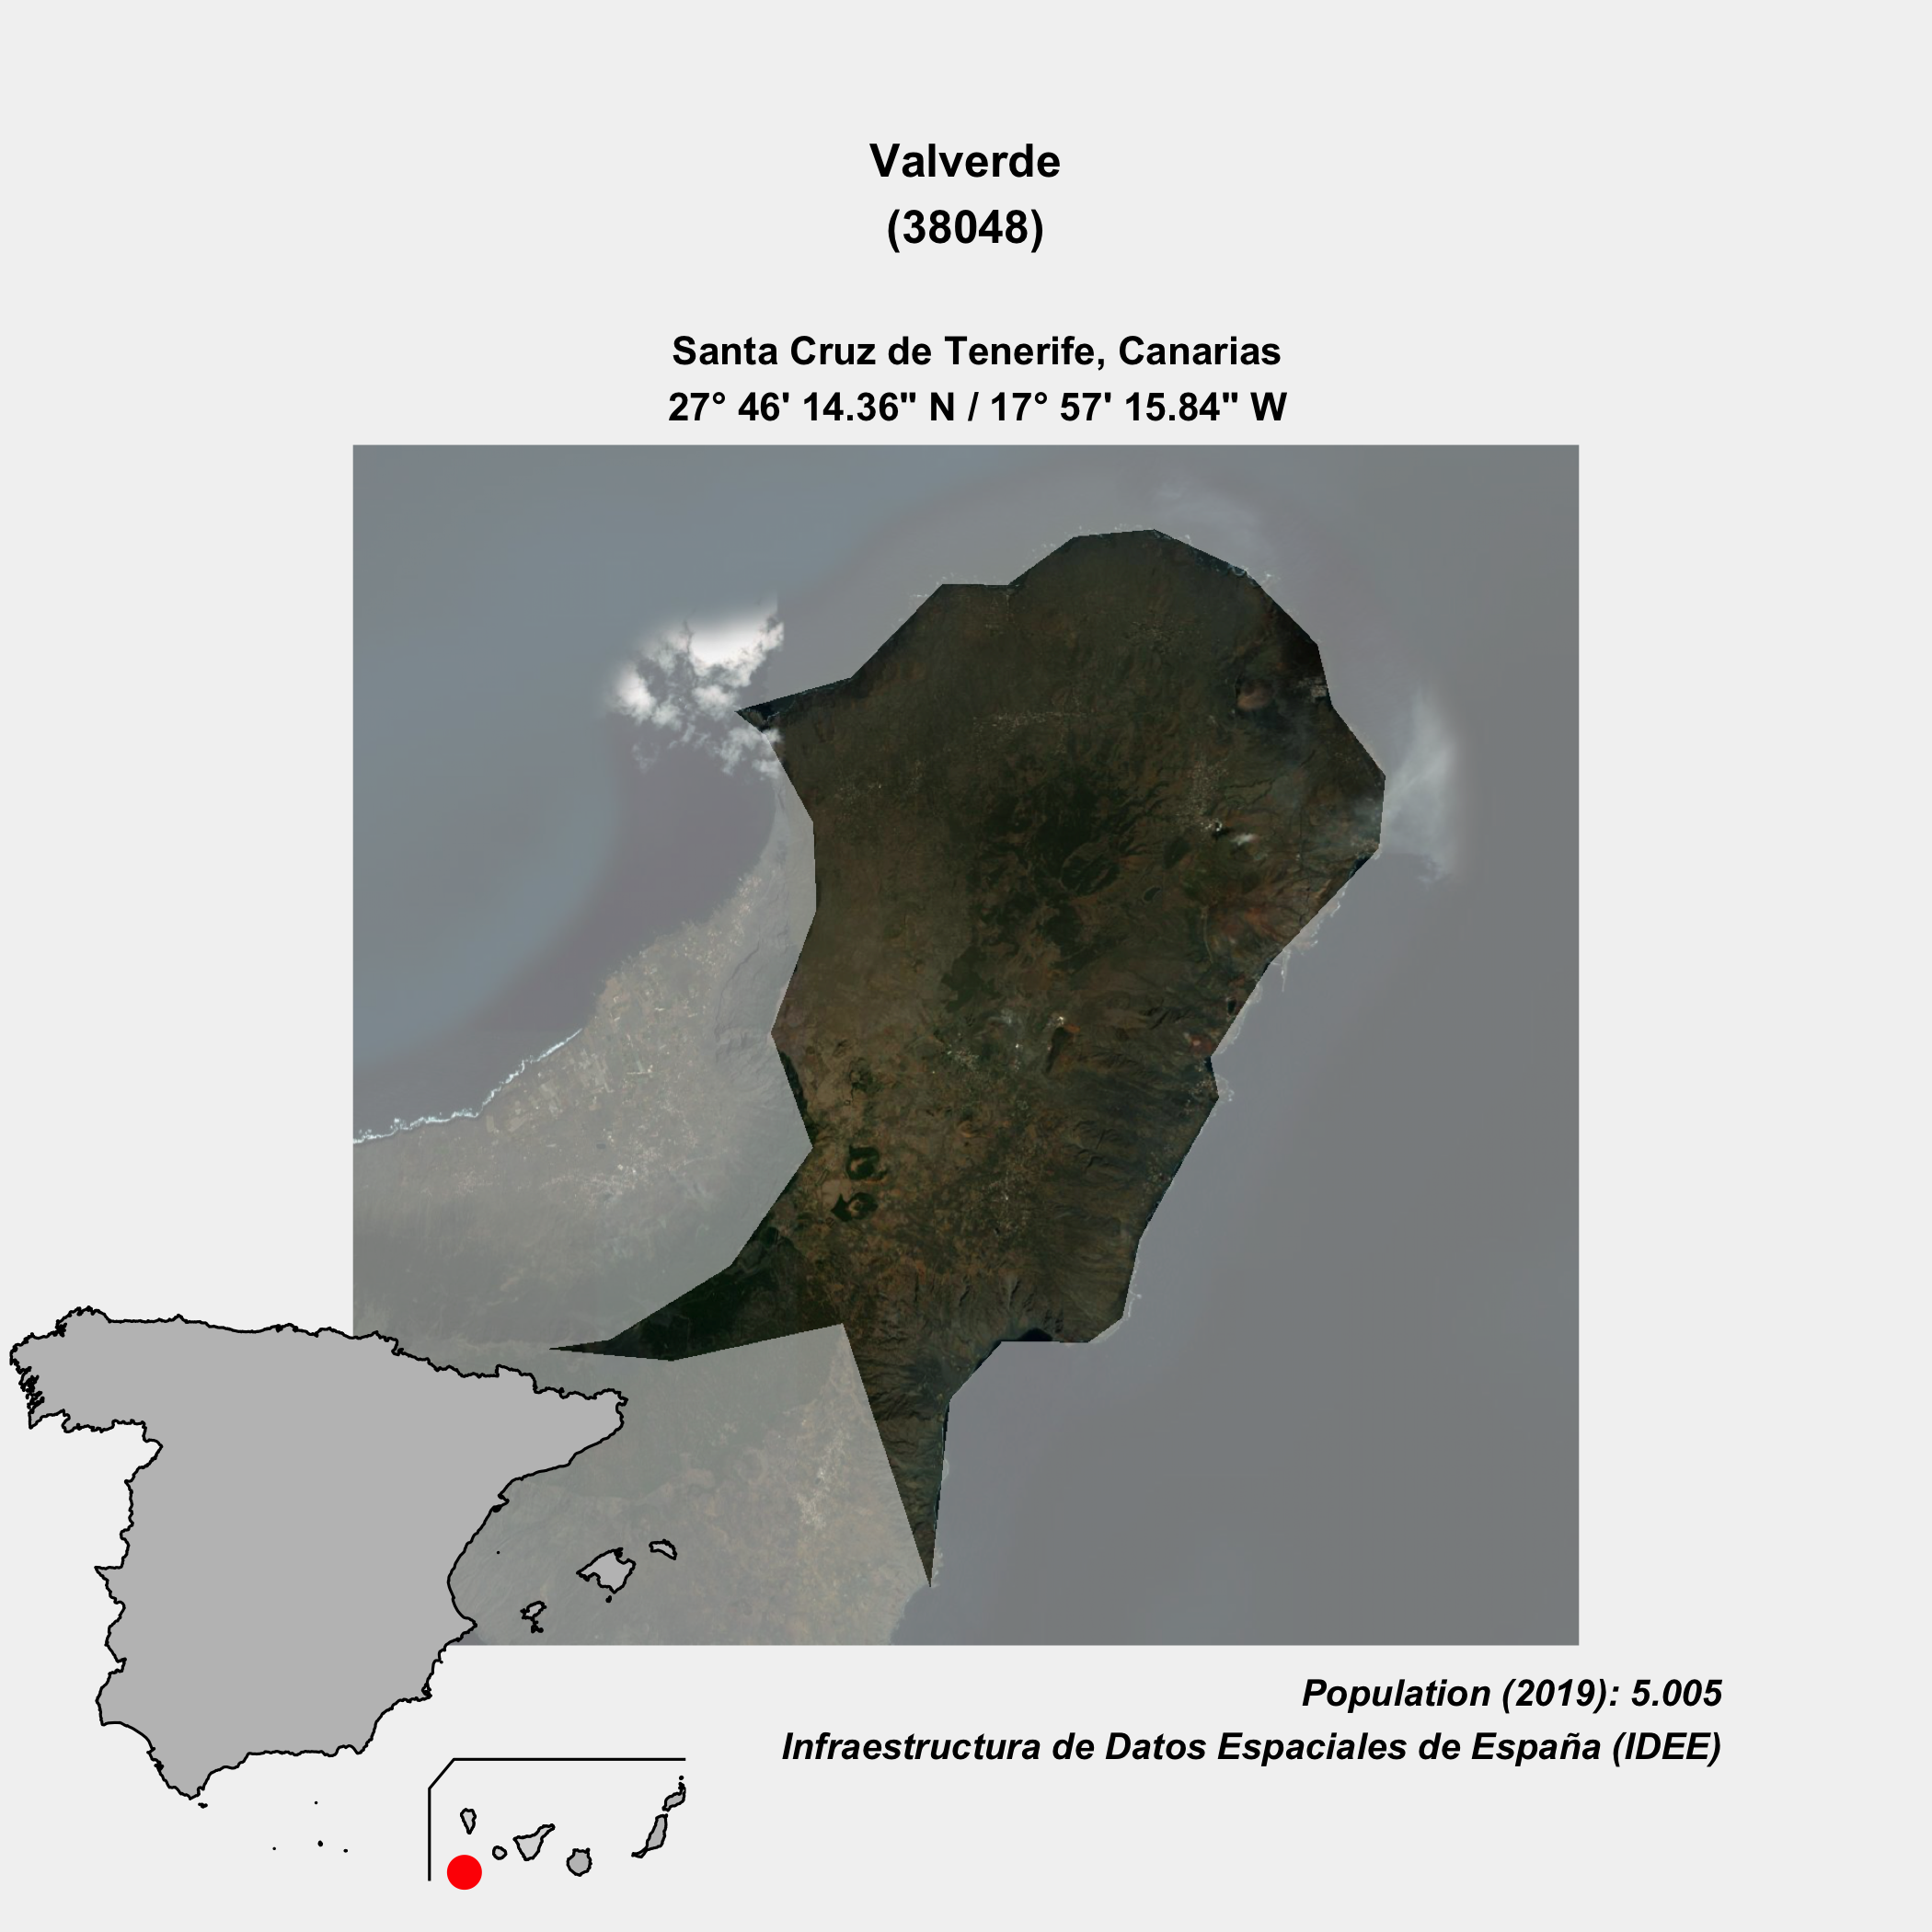 Valverde
(38048)
Santa Cruz de Tenerife, Canarias
27° 46' 14.36" N / 17° 57' 15.84" W
Population (2019): 5.005
Infraestructura de Datos Espaciales de España (IDEE)